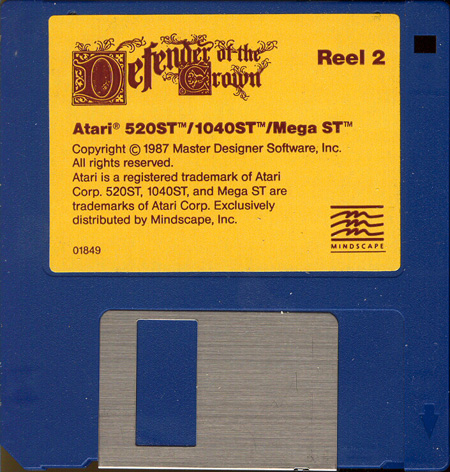 Defender of the Crown
Reel 2
Atari® 520ST™/1040ST™/Mega ST™
Copyright © 1987 Master Designer Software, Inc.
All rights reserved.
Atari is a registered trademark of Atari
Corp. 520ST, 1040ST, and Mega ST are
trademarks of Atari Corp. Exclusively
distributed by Mindscape, Inc.
01849
MINDSCAPE